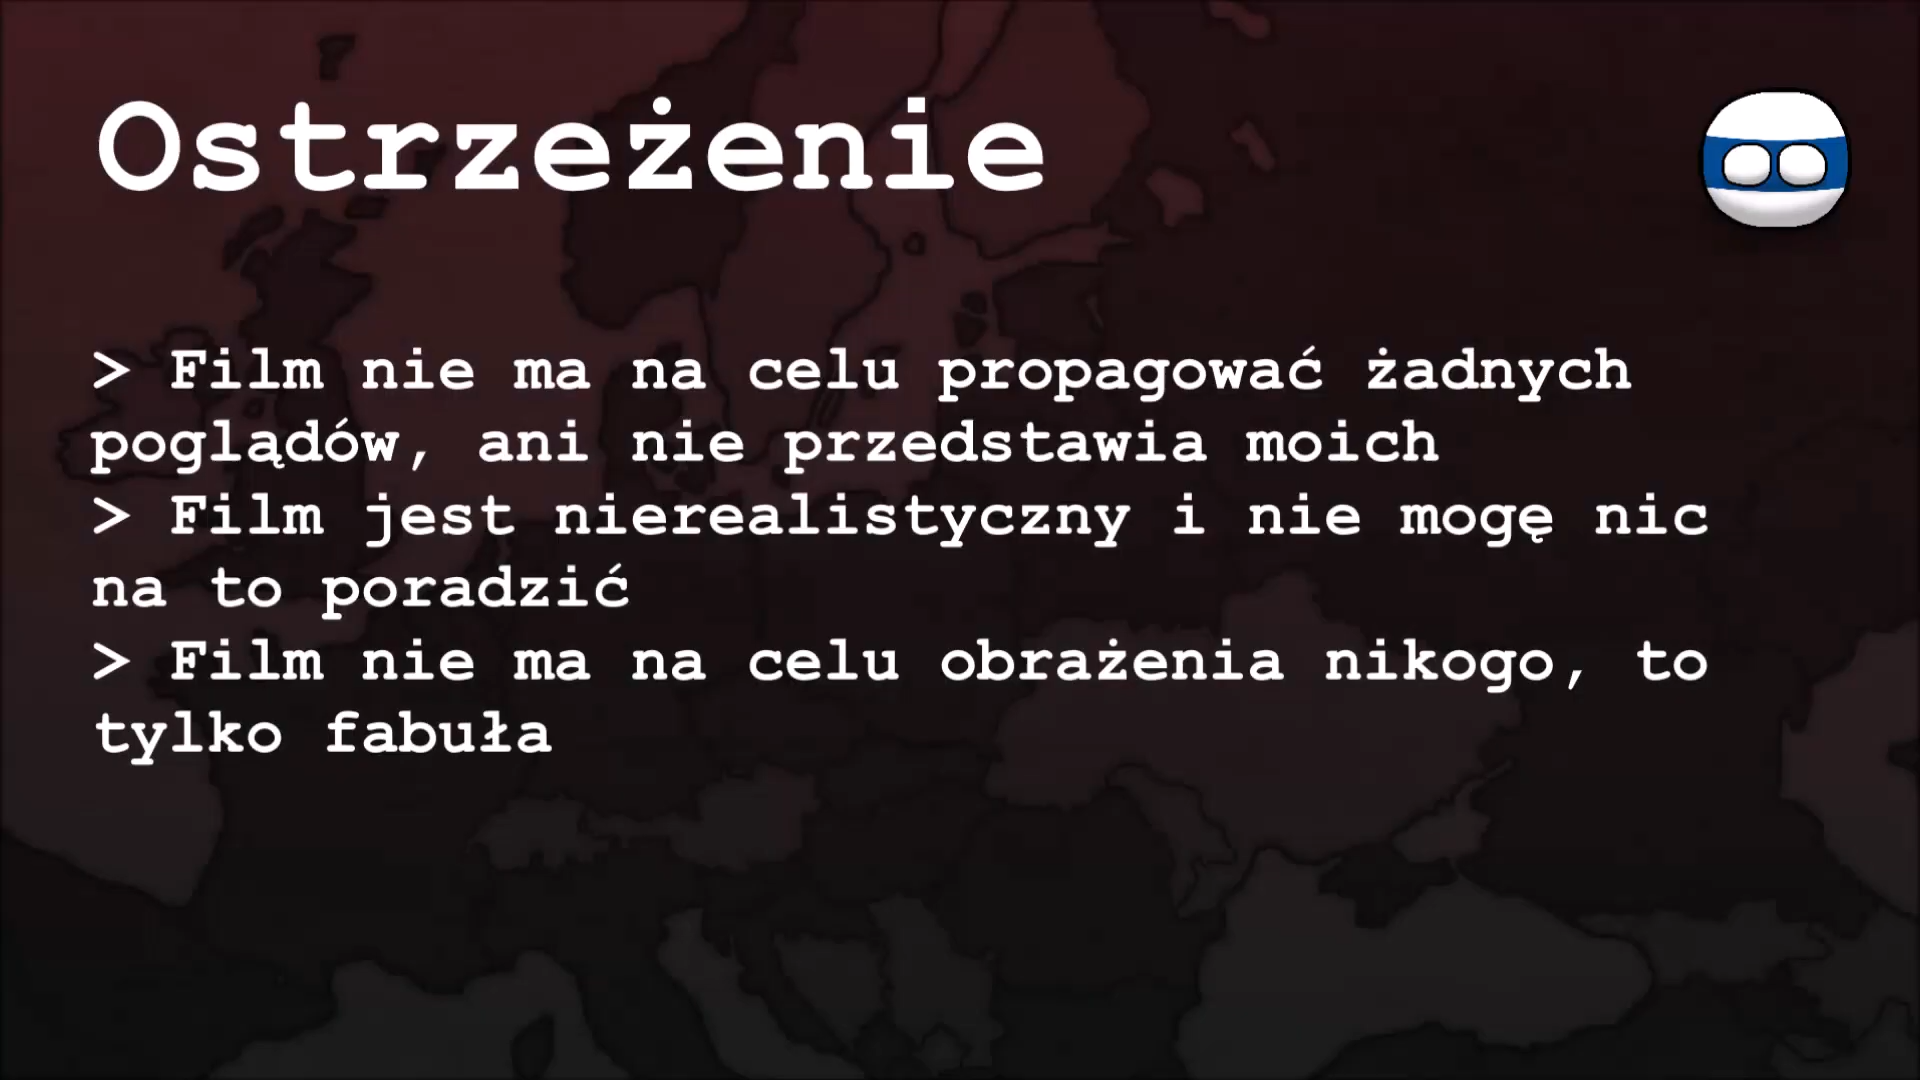 Ostrzeżenie
> Film nie ma na celu propagować żadnych
poglądów, ani nie przedstawia moich
> Film jest nierealistyczny i nie mogę nic
na to poradzić
> Film nie ma na celu obrażenia nikogo, to
tylko fabuła